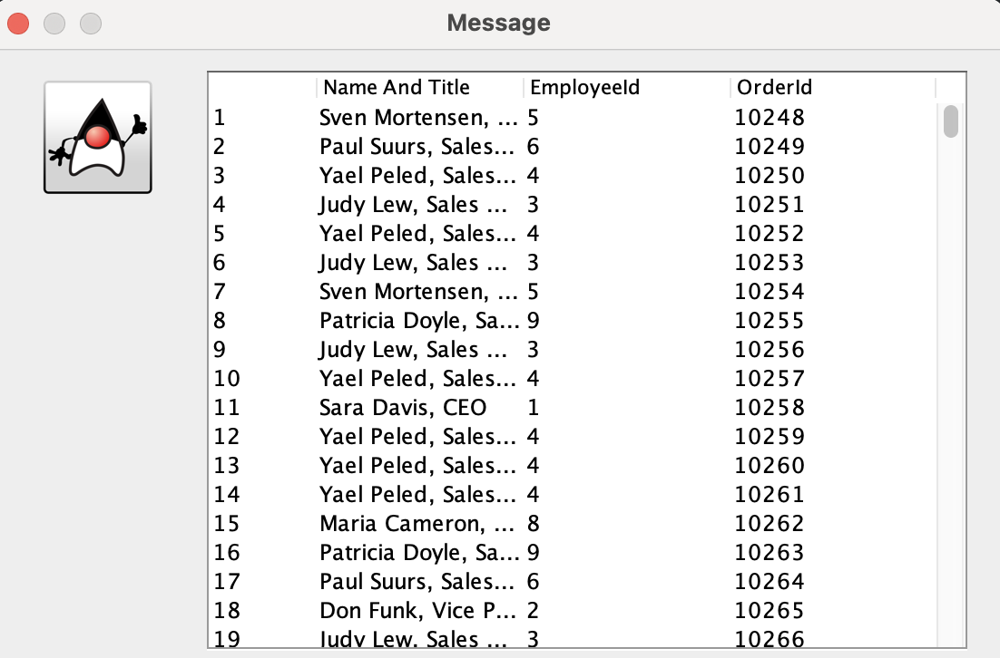 Message
Name And Title EmployeeId OrderId
1 Sven Mortensen, ... 5 10248
2 Paul Suurs, Sales... 6 10249
3 Yael Peled, Sales... 4 10250
4 Judy Lew, Sales ... 3 10251
5 Yael Peled, Sales... 4 10252
6 Judy Lew, Sales ... 3 10253
7 Sven Mortensen, ... 5 10254
8 Patricia Doyle, Sa... 9 10255
9 Judy Lew, Sales ... 3 10256
10 Yael Peled, Sales... 4 10257
11 Sara Davis, CEO 1 10258
12 Yael Peled, Sales... 4 10259
13 Yael Peled, Sales... 4 10260
14 Yael Peled, Sales... 4 10261
15 Maria Cameron, ... 8 10262
16 Patricia Doyle, Sa... 9 10263
17 Paul Suurs, Sales... 6 10264
18 Don Funk, Vice P... 2 10265
19 Judy Lew, Sales ... 3 10266